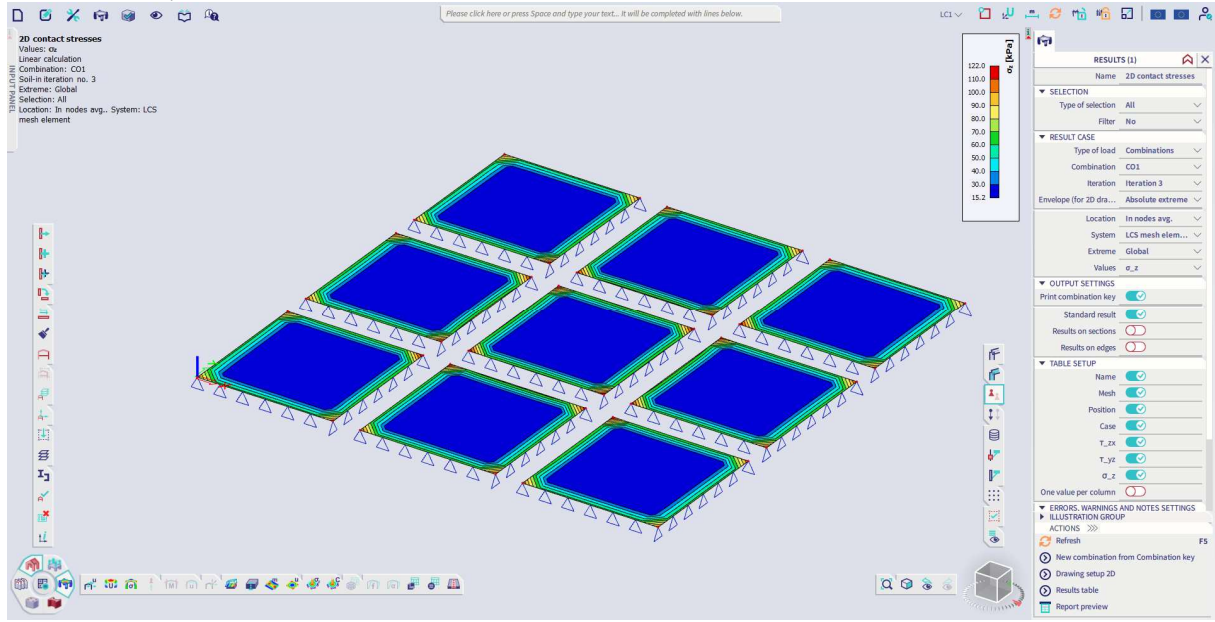 Please click here or press Space and type your text... It will be completed with lines below.
LC1
INPUT PANEL
2D contact stresses
Values: σz
Linear calculation
Combination: CO1
Soil-in iteration no. 3
Extreme: Global
Selection: All
Location: In nodes avg.. System: LCS
mesh element
σz [kPa]
122.0
110.0
100.0
90.0
80.0
70.0
60.0
50.0
40.0
30.0
15.2
RESULTS (1)
Name 2D contact stresses
SELECTION
Type of selection All
Filter No
RESULT CASE
Type of load Combinations
Combination CO1
Iteration Iteration 3
Envelope (for 2D dra... Absolute extreme
Location In nodes avg.
System LCS mesh elem...
Extreme Global
Values σ_z
OUTPUT SETTINGS
Print combination key
Standard result
Results on sections
Results on edges
TABLE SETUP
Name
Mesh
Position
Case
τ_zx
τ_yz
σ_z
One value per column
ERRORS, WARNINGS AND NOTES SETTINGS
ILLUSTRATION GROUP
ACTIONS >>>
Refresh F5
New combination from Combination key
Drawing setup 2D
Results table
Report preview